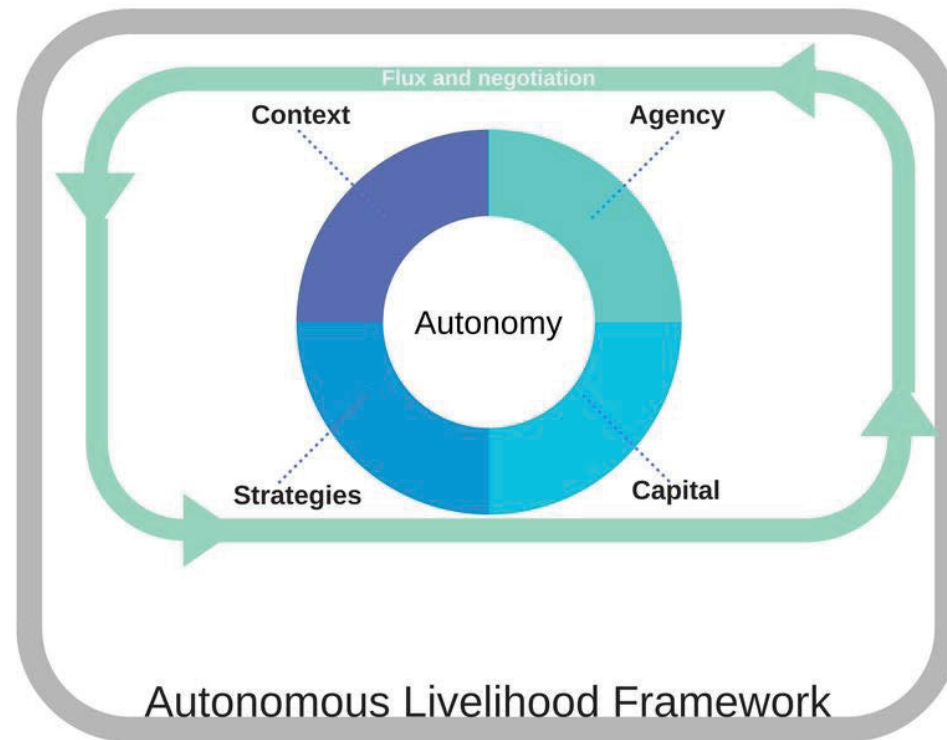 Flux and negotiation
Context
Agency
Autonomy
Strategies
Capital
Autonomous Livelihood Framework